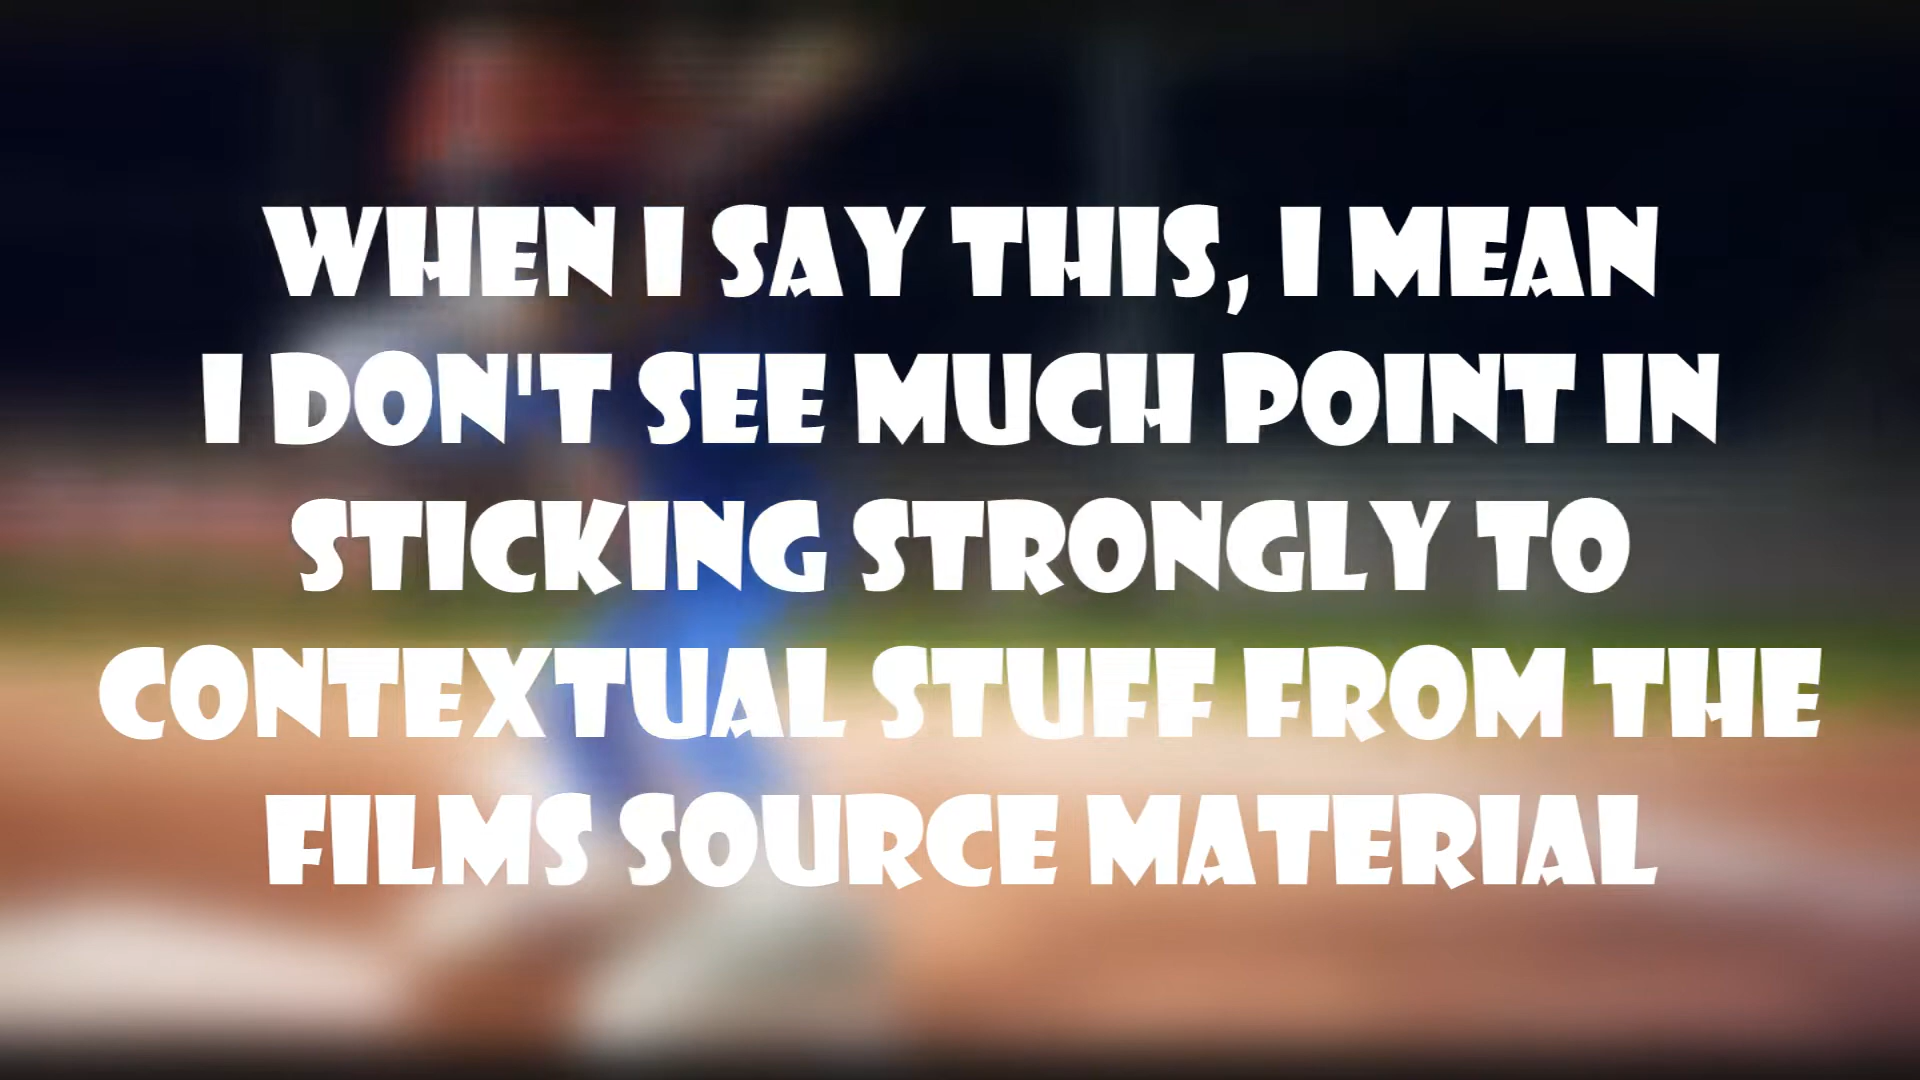 WHEN I SAY THIS, I MEAN
I DON'T SEE MUCH POINT IN
STICKING STRONGLY TO
CONTEXTUAL STUFF FROM THE
FILMS SOURCE MATERIAL